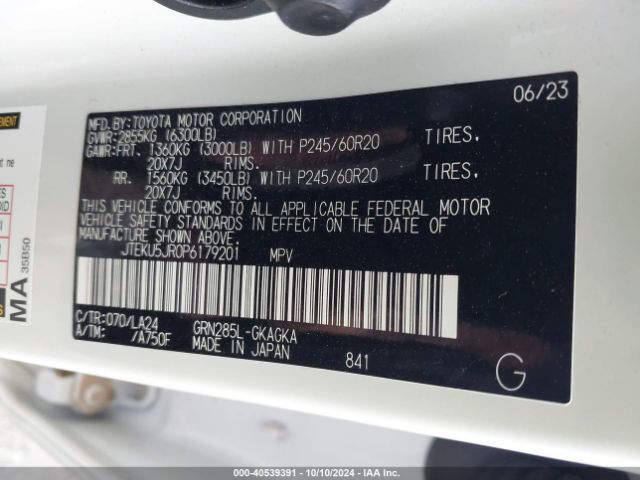 06/23
MFD.BY:TOYOTA MOTOR CORPORATION
GVWR:2855KG (6300LB)
GAWR:FRT. 1360KG (3000LB) WITH P245/60R20 TIRES.
20X7J RIMS.
RR. 1560KG (3450LB) WITH P245/60R20 TIRES.
20X7J RIMS.
THIS VEHICLE CONFORMS TO ALL APPLICABLE FEDERAL MOTOR
VEHICLE SAFETY STANDARDS IN EFFECT ON THE DATE OF
MANUFACTURE SHOWN ABOVE.
JTEKU5JR0P6179201 MPV
C/TR:070/LA24 GRN285L-GKAGKA
A/TM: /A750F MADE IN JAPAN 841
G
MA
35B50
000-40539391 - 10/10/2024 - IAA Inc.